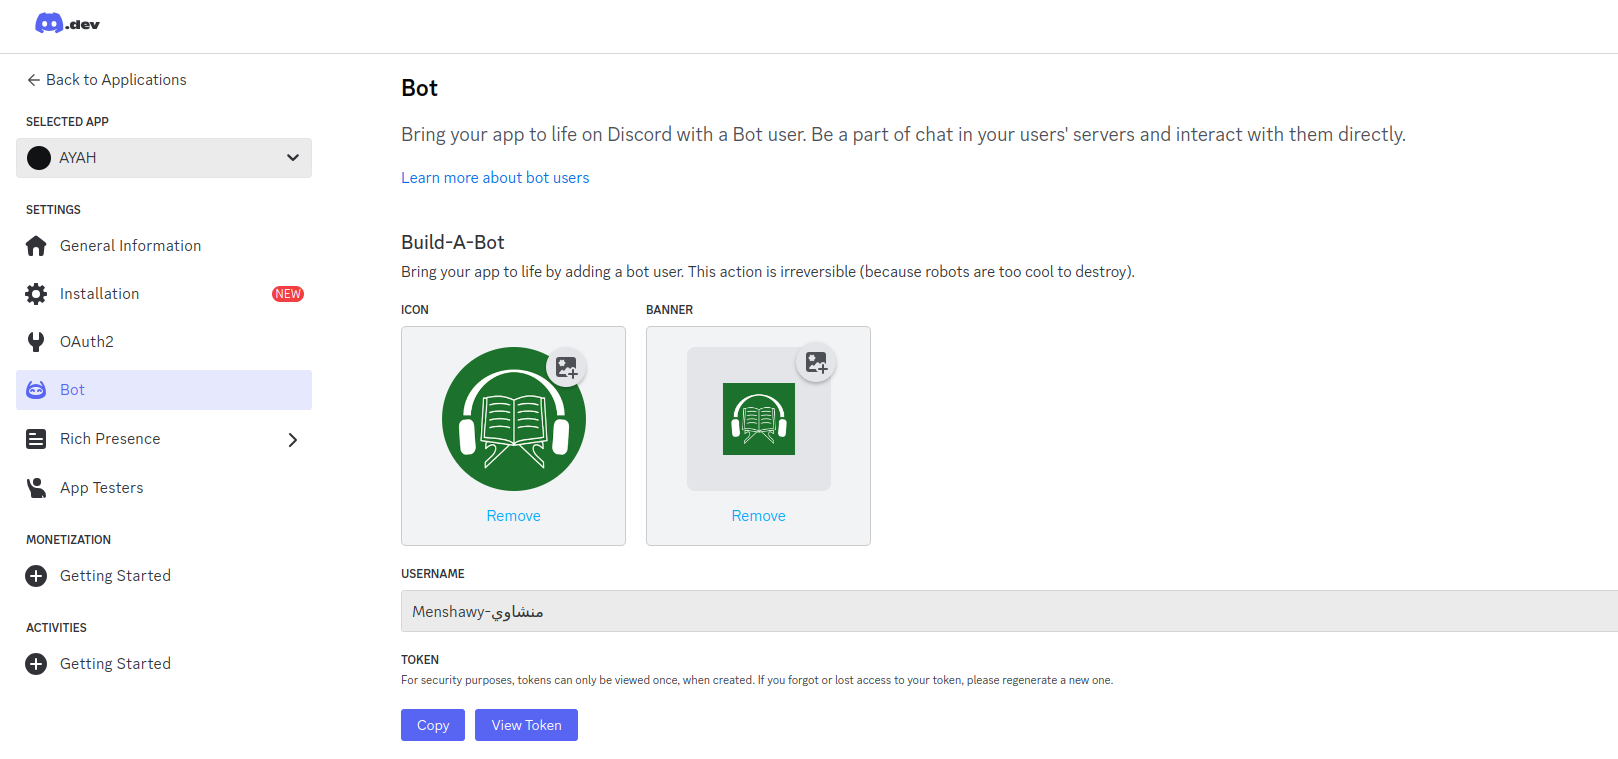 .dev
Back to Applications
SELECTED APP
AYAH
SETTINGS
General Information
Installation
NEW
OAuth2
Bot
Rich Presence
App Testers
MONETIZATION
Getting Started
ACTIVITIES
Getting Started
Bot
Bring your app to life on Discord with a Bot user. Be a part of chat in your users' servers and interact with them directly.
Learn more about bot users
Build-A-Bot
Bring your app to life by adding a bot user. This action is irreversible (because robots are too cool to destroy).
ICON
BANNER
Remove
Remove
USERNAME
Menshawy-منشاوي
TOKEN
For security purposes, tokens can only be viewed once, when created. If you forgot or lost access to your token, please regenerate a new one.
Copy
View Token